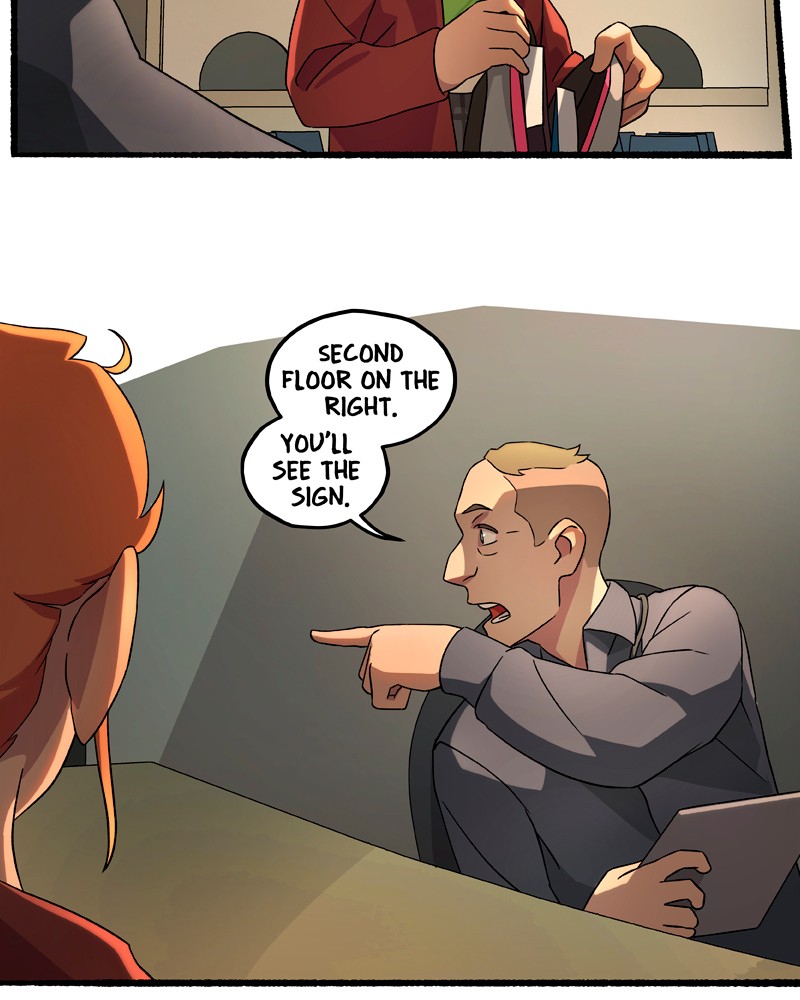 SECOND
FLOOR ON THE
RIGHT.
YOU'LL
SEE THE
SIGN.